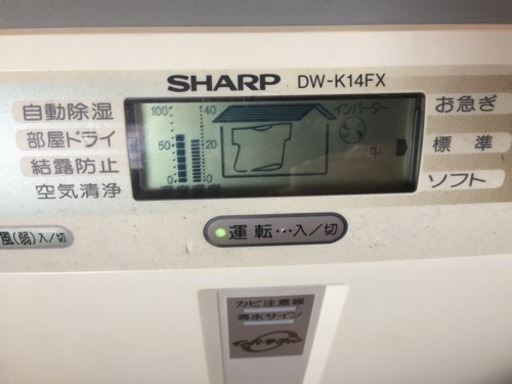 SHARP DW-K14FX
自動除湿
部屋ドライ
結露防止
空気清浄
100 40
50 20
0 0
インバーター
中
お急ぎ
標準
ソフト
風(弱)入/切
運転…入/切
カビ注意報
満水サイン